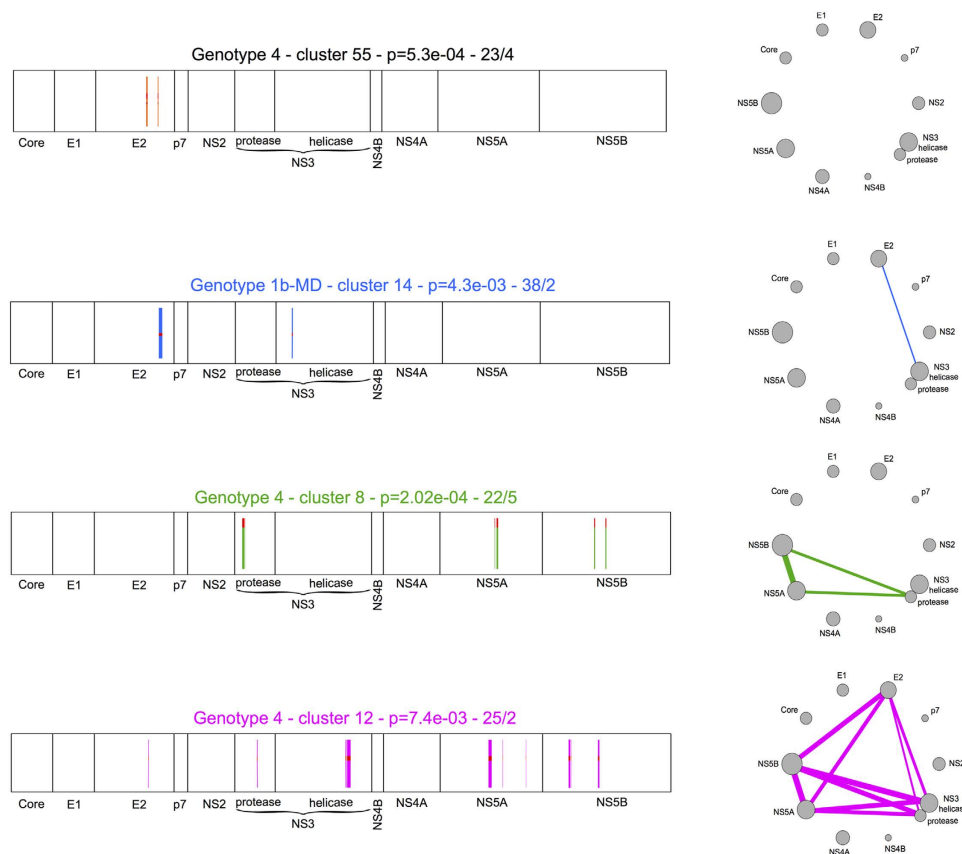 Genotype 4 - cluster 55 - p=5.3e-04 - 23/4
Core E1 E2 p7 NS2 protease helicase NS4B NS4A NS5A NS5B
NS3
E1
E2
Core
p7
NS5B
NS2
NS5A
NS3
helicase
protease
NS4A
NS4B
Genotype 1b-MD - cluster 14 - p=4.3e-03 - 38/2
Core E1 E2 p7 NS2 protease helicase NS4B NS4A NS5A NS5B
NS3
E1
E2
Core
p7
NS5B
NS2
NS5A
NS3
helicase
protease
NS4A
NS4B
Genotype 4 - cluster 8 - p=2.02e-04 - 22/5
Core E1 E2 p7 NS2 protease helicase NS4B NS4A NS5A NS5B
NS3
E1
E2
Core
p7
NS5B
NS2
NS5A
NS3
helicase
protease
NS4A
NS4B
Genotype 4 - cluster 12 - p=7.4e-03 - 25/2
Core E1 E2 p7 NS2 protease helicase NS4B NS4A NS5A NS5B
NS3
E1
E2
Core
p7
NS5B
NS2
NS5A
NS3
helicase
protease
NS4A
NS4B